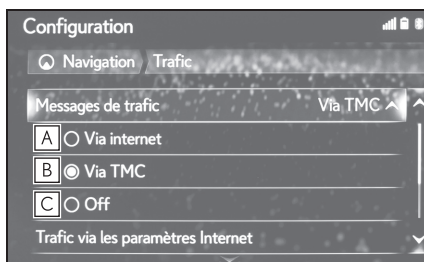 Configuration
Navigation Trafic
Messages de trafic Via TMC
A Via internet
B Via TMC
C Off
Trafic via les paramètres Internet